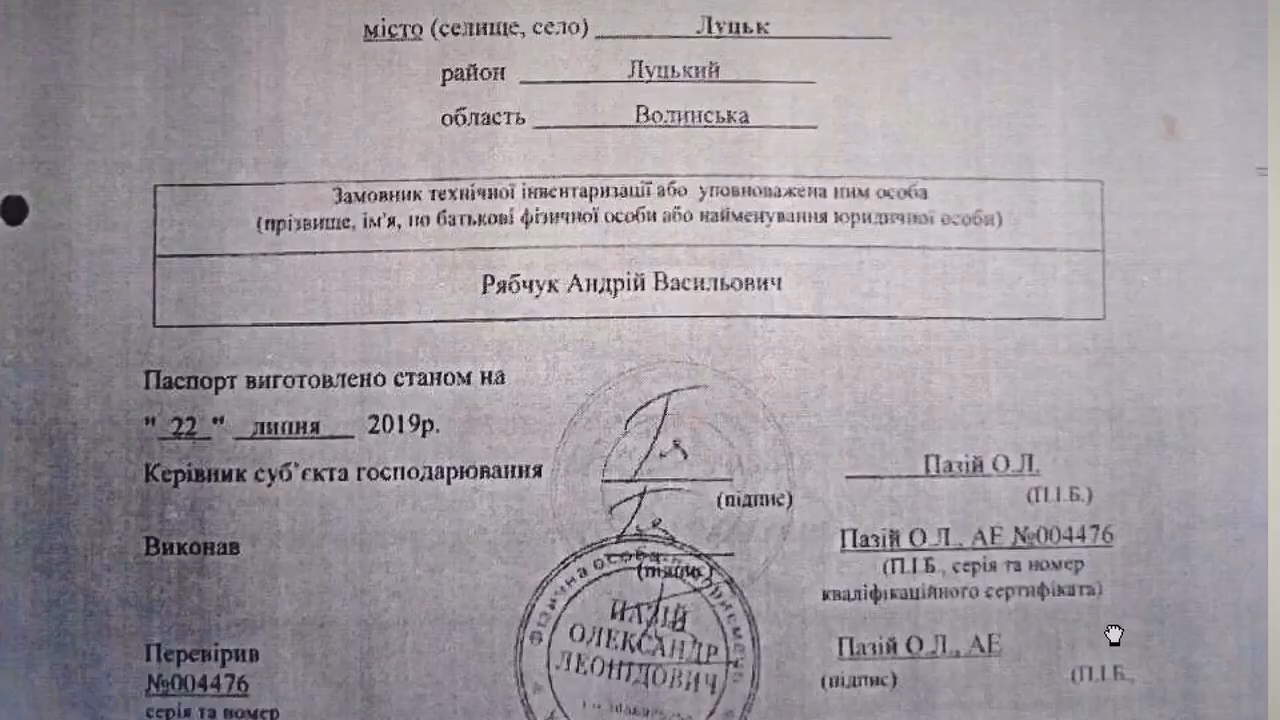 місто (селище, село) Луцьк
район Луцький
область Волинська
Замовник технічної інвентаризації або уповноважена ним особа
(прізвище, ім'я, по батькові фізичної особи або найменування юридичної особи)
Рябчук Андрій Васильович
Паспорт виготовлено станом на
" 22 " липня 2019р.
Керівник суб'єкта господарювання Пазій О.Л.
(підпис) (П.І.Б.)
Виконав Пазій О.Л., АЕ №004476
(підпис) (П.І.Б., серія та номер
кваліфікаційного сертифіката)
Фізична особа-підприємець
ПАЗІЙ
ОЛЕКСАНДР
ЛЕОНІДОВИЧ
Перевірив Пазій О.Л., АЕ
№004476 (підпис) (П.І.Б.,
серія та номер